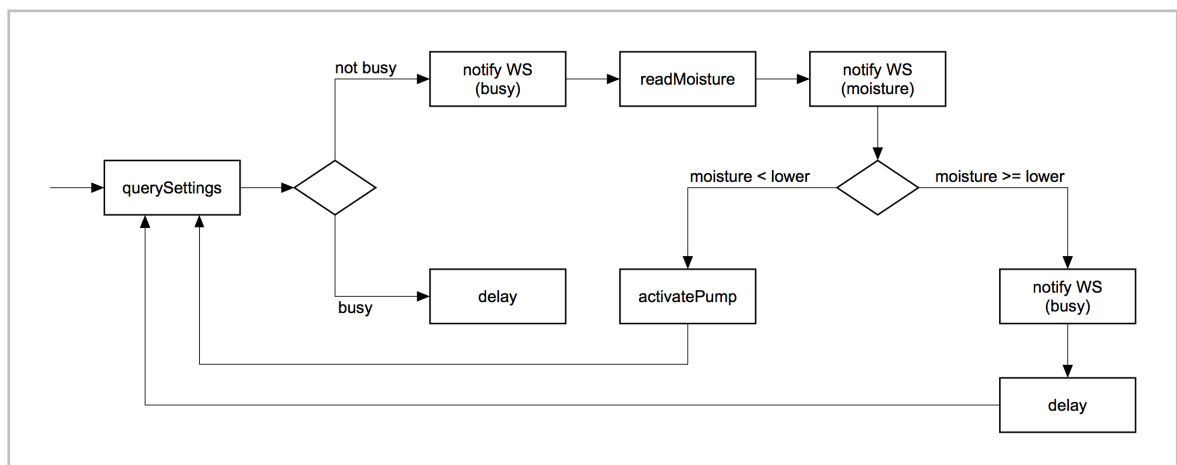 not busy
notify WS
(busy)
readMoisture
notify WS
(moisture)
querySettings
moisture < lower
moisture >= lower
busy
delay
activatePump
notify WS
(busy)
delay